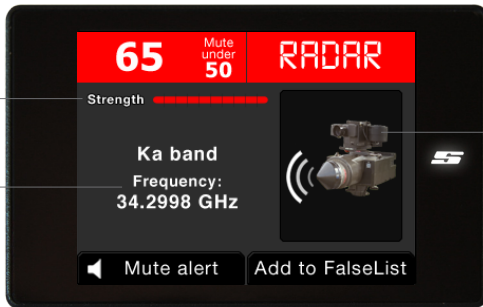 65
Mute
under
50
RADAR
Strength
Ka band
Frequency:
34.2998 GHz
Mute alert
Add to FalseList
S